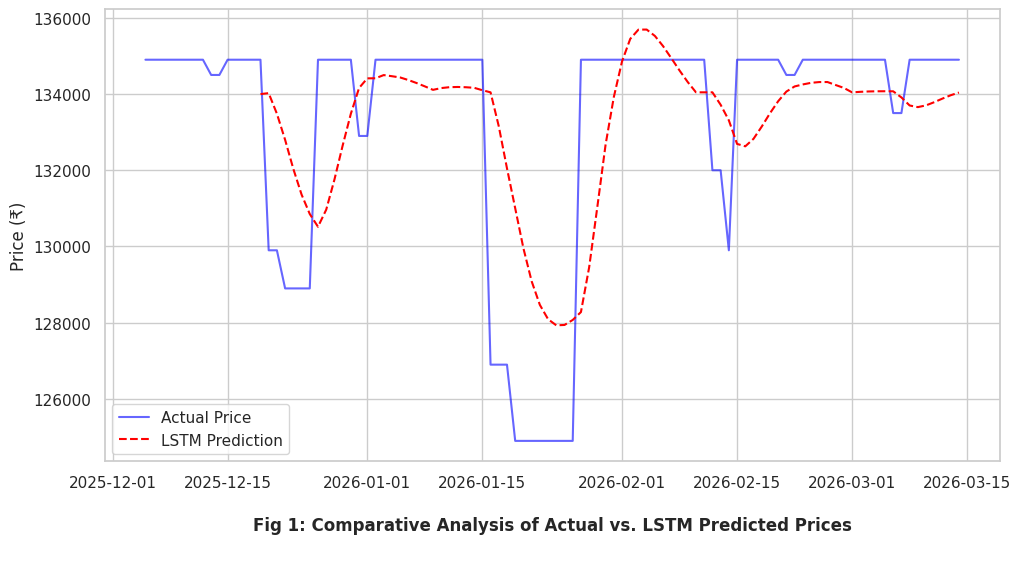 136000
134000
132000
130000
128000
126000
Price (₹)
Actual Price
LSTM Prediction
2025-12-01 2025-12-15 2026-01-01 2026-01-15 2026-02-01 2026-02-15 2026-03-01 2026-03-15
Fig 1: Comparative Analysis of Actual vs. LSTM Predicted Prices